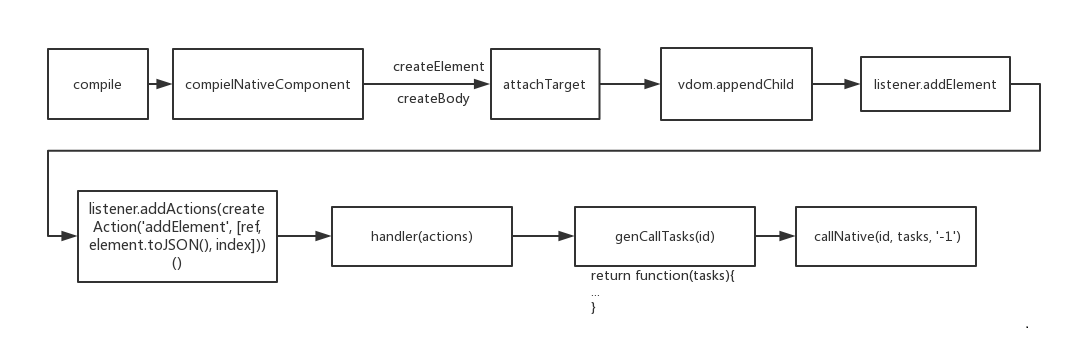 compile
compielNativeComponent
createElement
createBody
attachTarget
vdom.appendChild
listener.addElement
listener.addActions(create
Action('addElement', [ref,
element.toJSON(), index]))
()
handler(actions)
genCallTasks(id)
return function(tasks){
...
}
callNative(id, tasks, '-1')
.